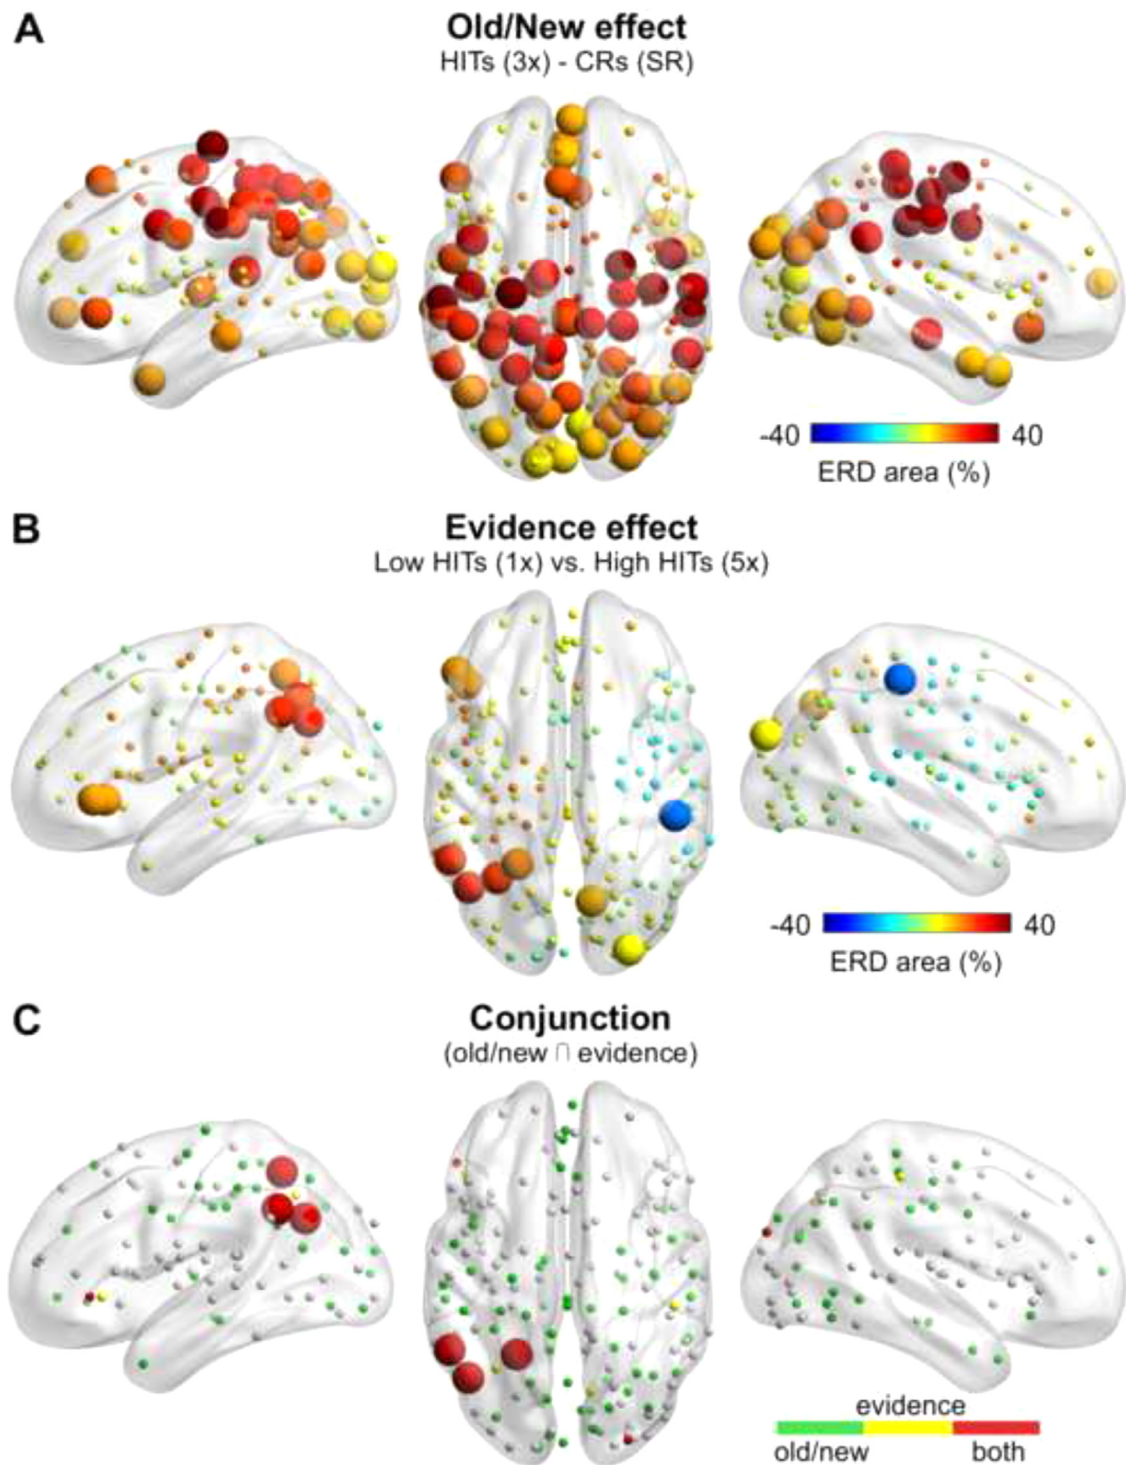 A
Old/New effect
HITs (3x) - CRs (SR)
-40 40
ERD area (%)
B
Evidence effect
Low HITs (1x) vs. High HITs (5x)
-40 40
ERD area (%)
C
Conjunction
(old/new ∩ evidence)
evidence
old/new both